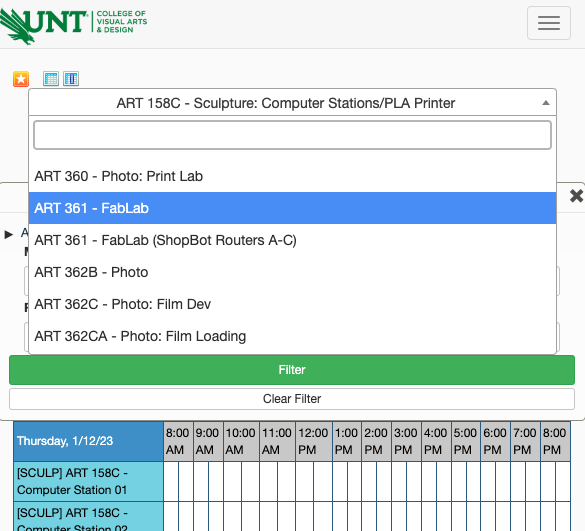 UNT
COLLEGE OF
VISUAL ARTS
& DESIGN
ART 158C - Sculpture: Computer Stations/PLA Printer
ART 360 - Photo: Print Lab
ART 361 - FabLab
ART 361 - FabLab (ShopBot Routers A-C)
ART 362B - Photo
ART 362C - Photo: Film Dev
ART 362CA - Photo: Film Loading
Filter
Clear Filter
Thursday, 1/12/23
8:00 AM
9:00 AM
10:00 AM
11:00 AM
12:00 PM
1:00 PM
2:00 PM
3:00 PM
4:00 PM
5:00 PM
6:00 PM
7:00 PM
8:00 PM
[SCULP] ART 158C -
Computer Station 01
[SCULP] ART 158C -
Computer Station 02